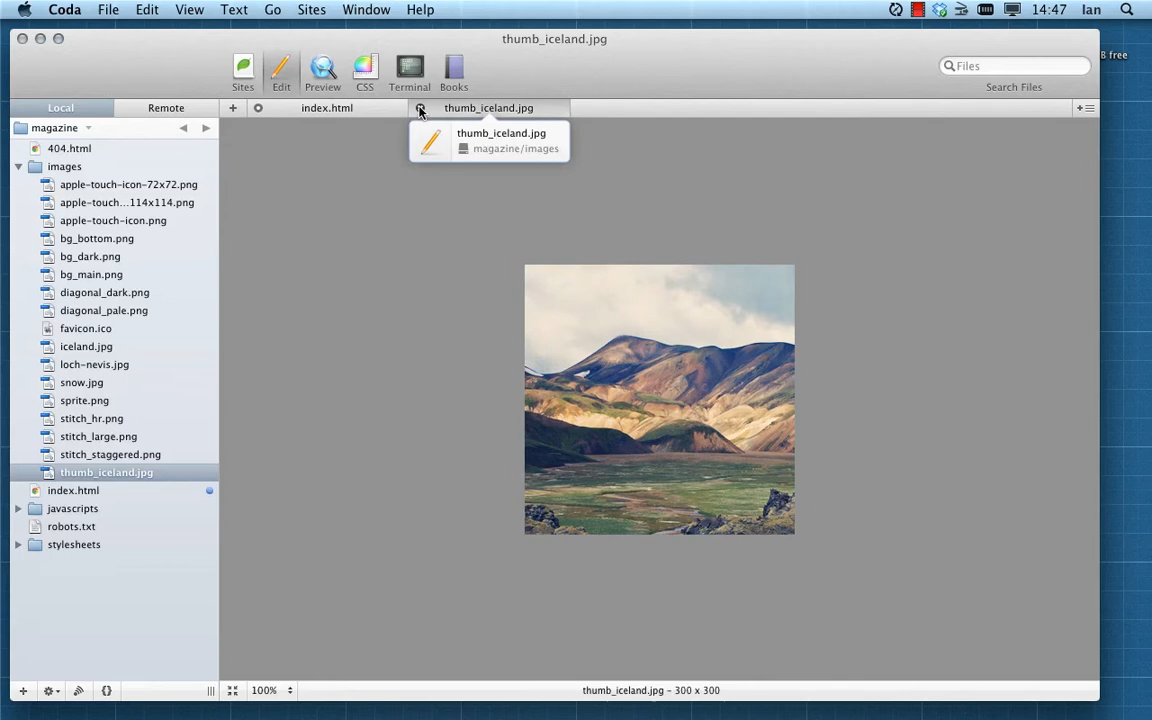 Coda File Edit View Text Go Sites Window Help 14:47 Ian
thumb_iceland.jpg
B free
Sites Edit Preview CSS Terminal Books
Files
Search Files
Local Remote
index.html
thumb_iceland.jpg
magazine
thumb_iceland.jpg
magazine/images
404.html
images
apple-touch-icon-72x72.png
apple-touch...114x114.png
apple-touch-icon.png
bg_bottom.png
bg_dark.png
bg_main.png
diagonal_dark.png
diagonal_pale.png
favicon.ico
iceland.jpg
loch-nevis.jpg
snow.jpg
sprite.png
stitch_hr.png
stitch_large.png
stitch_staggered.png
thumb_iceland.jpg
index.html
javascripts
robots.txt
stylesheets
100%
thumb_iceland.jpg – 300 x 300